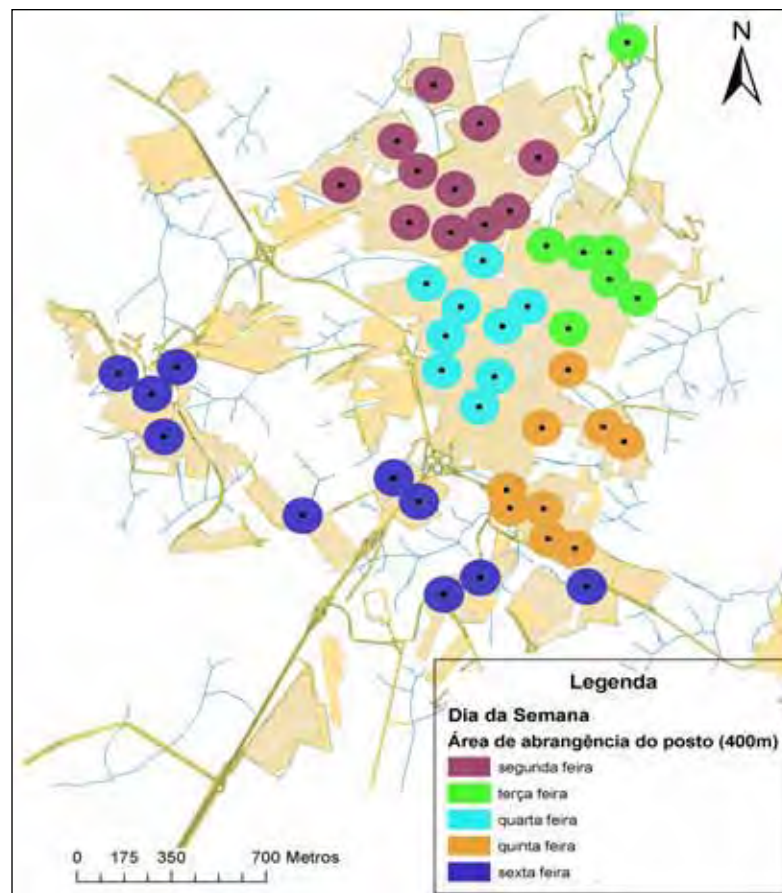 N
Legenda
Dia da Semana
Área de abrangência do posto (400m)
segunda feira
terça feira
quarta feira
quinta feira
sexta feira
0 175 350 700 Metros